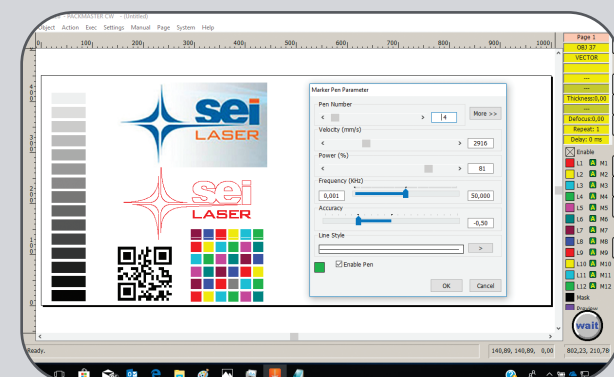 PACKMASTER CW - (Untitled)
Object Action Exec Settings Manual Page System Help
0 100 200 300 400 500 600 700 800 900 1000
sei
LASER
sei
LASER
Marker Pen Parameter
Pen Number
< > 4 More >>
Velocity (mm/s)
< > 2916
Power (%)
< > 81
Frequency (KHz)
0,001 50,000
Accuracy
-0,50
Line Style
>
Enable Pen
OK Cancel
Page 1
OBJ 37
VECTOR
---
---
Thickness:0,00
---
Defocus:0,00
Repeat: 1
Delay: 0 ms
Enable
L1 A M1
L2 A M2
L3 A M3
L4 A M4
L5 A M5
L6 A M6
L7 A M7
L8 A M8
L9 A M9
L10 A M10
L11 A M11
L12 A M12
Mask
Preview
wait
Ready. 140,89, 140,89, 0,00 802,23, 210,78